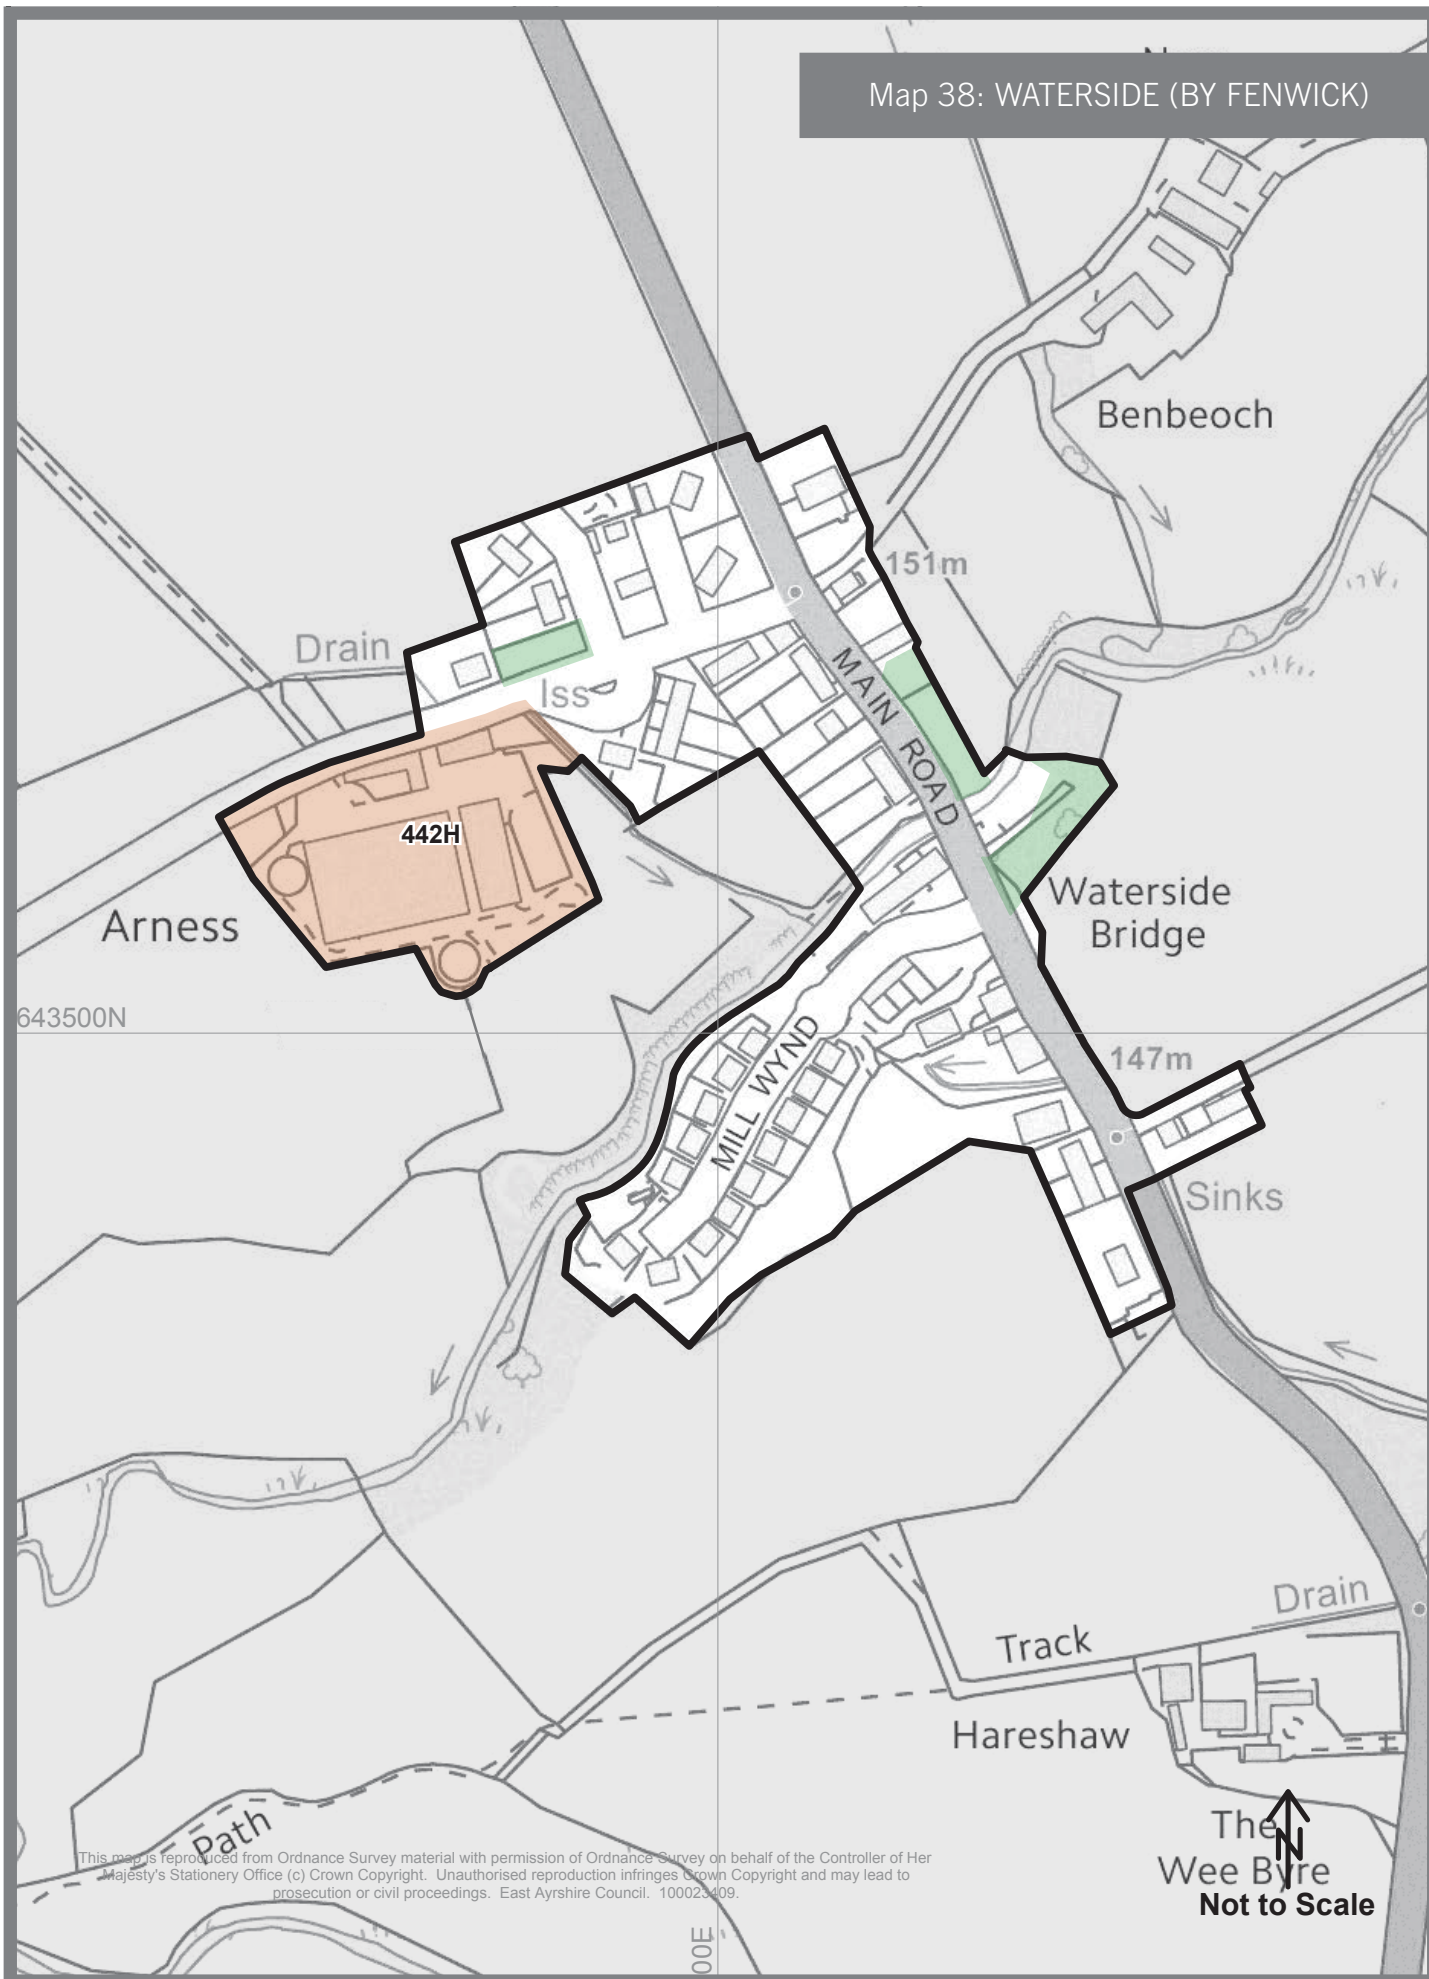 Map 38: WATERSIDE (BY FENWICK)
Benbeoch
151m
Drain
Iss
MAIN ROAD
442H
Arness
Waterside
Bridge
643500N
MILL WYND
147m
Sinks
Drain
Track
Hareshaw
Path
The
Wee Byre
N
Not to Scale
This map is reproduced from Ordnance Survey material with permission of Ordnance Survey on behalf of the Controller of Her
Majesty's Stationery Office (c) Crown Copyright. Unauthorised reproduction infringes Crown Copyright and may lead to
prosecution or civil proceedings. East Ayrshire Council. 100023409.
00E